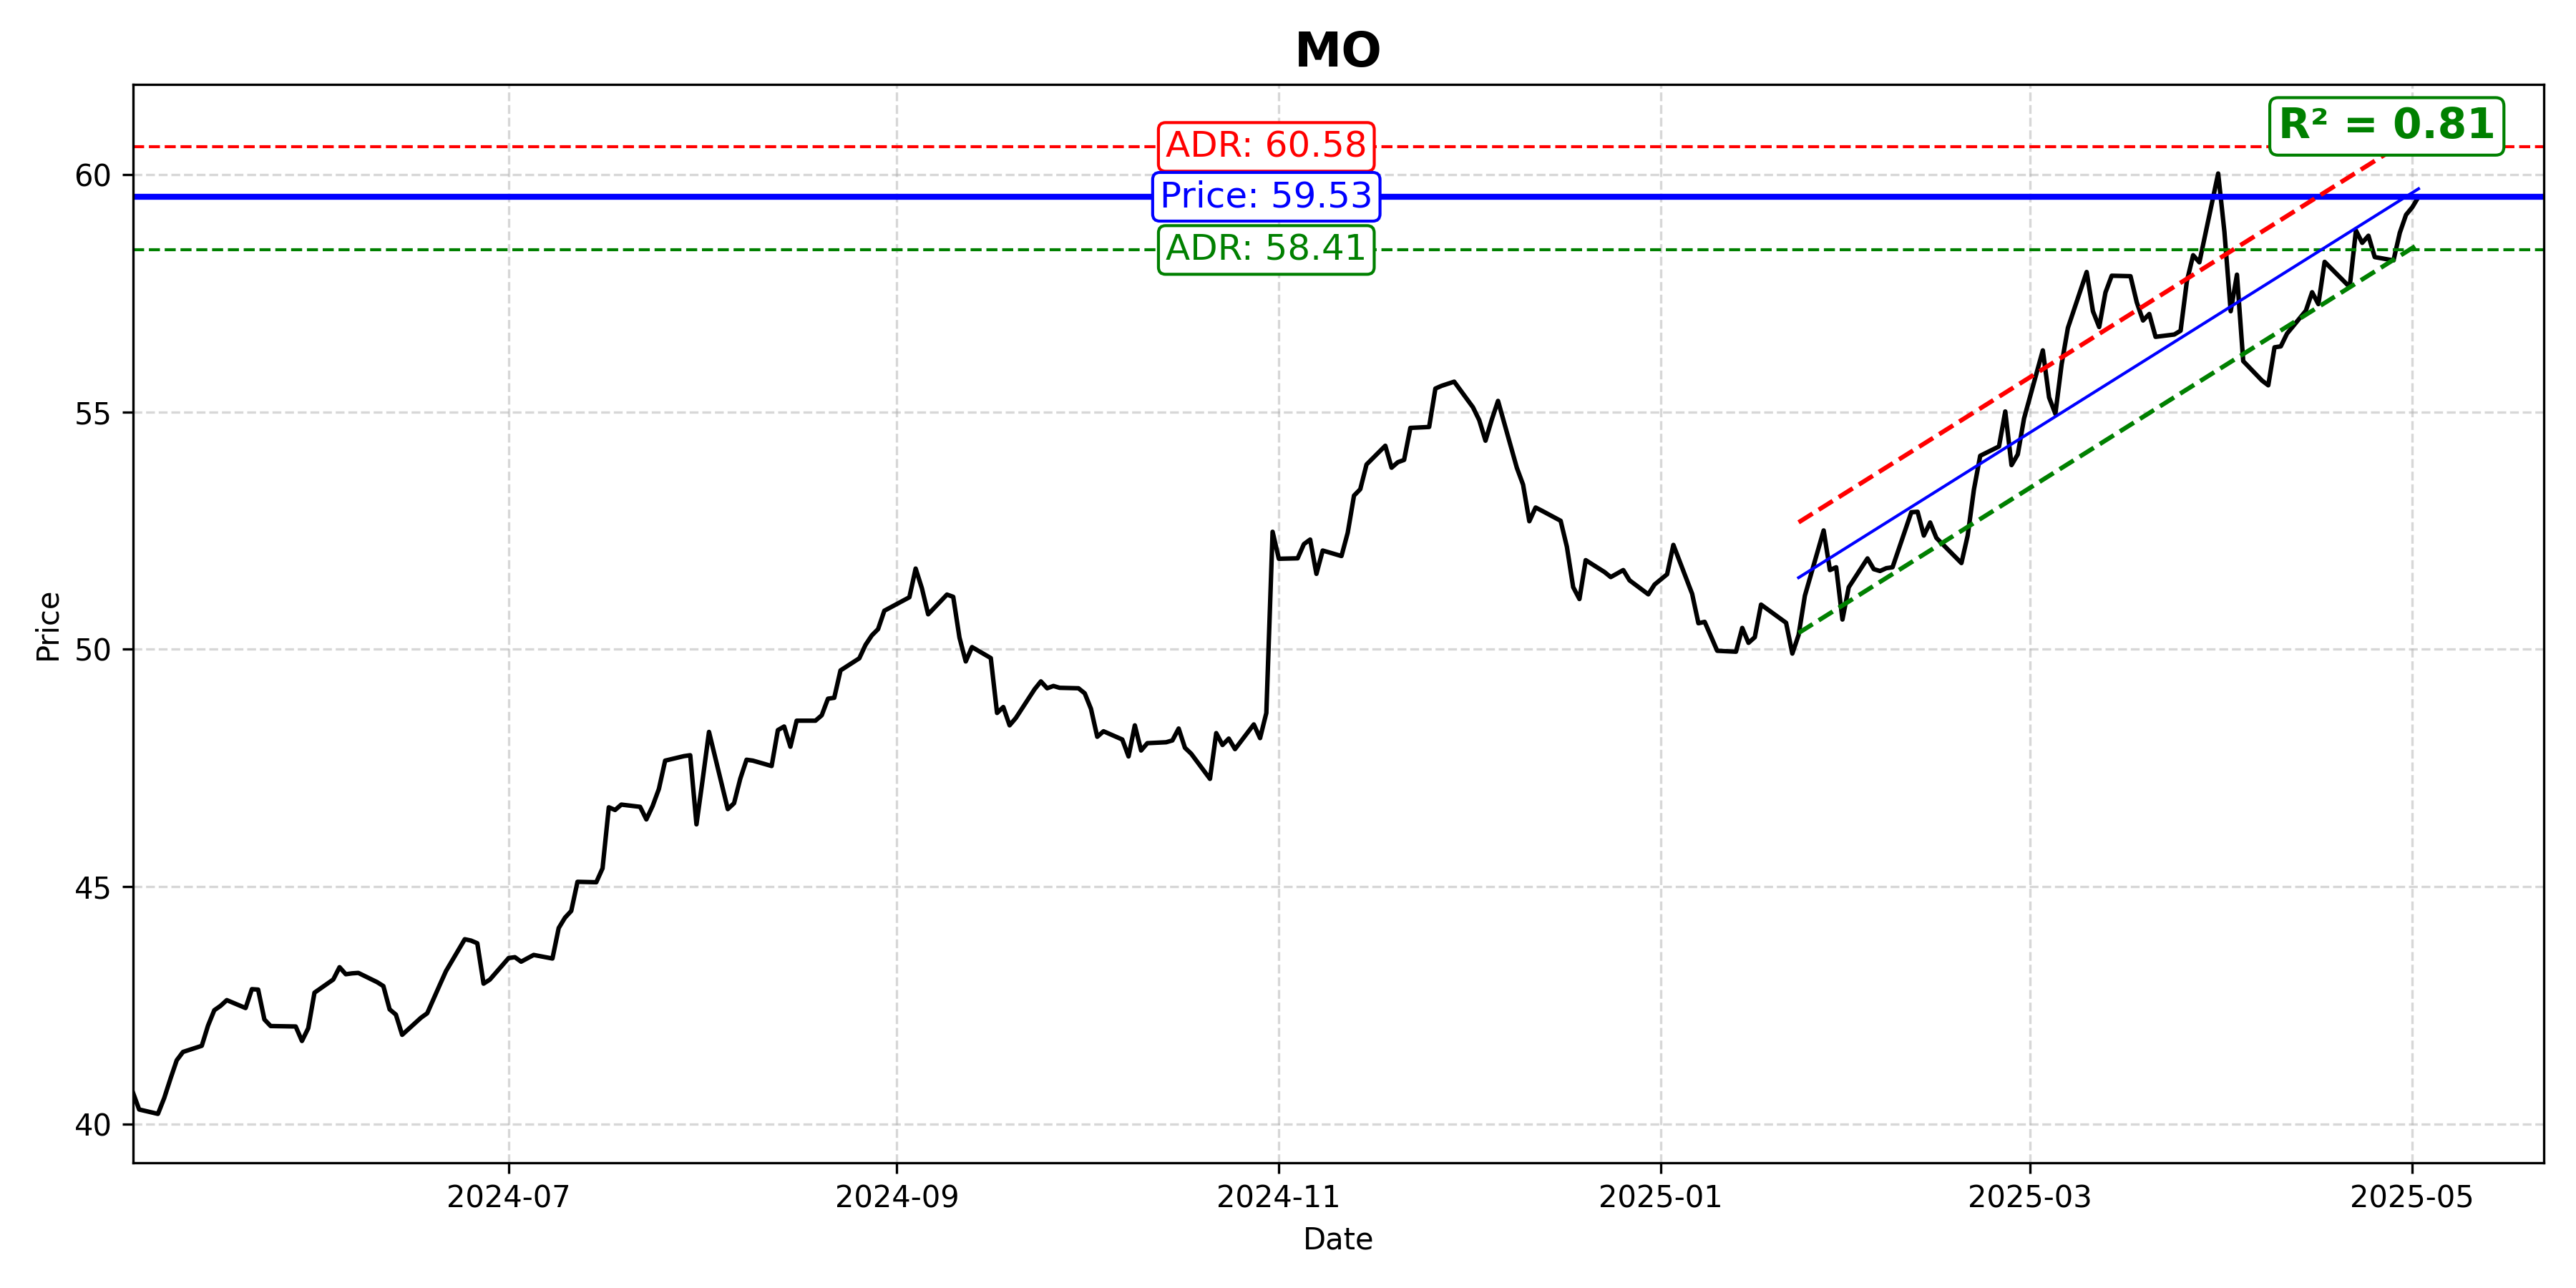 MO
R² = 0.81
ADR: 60.58
Price: 59.53
ADR: 58.41
60
55
50
45
40
Price
2024-07
2024-09
2024-11
2025-01
2025-03
2025-05
Date